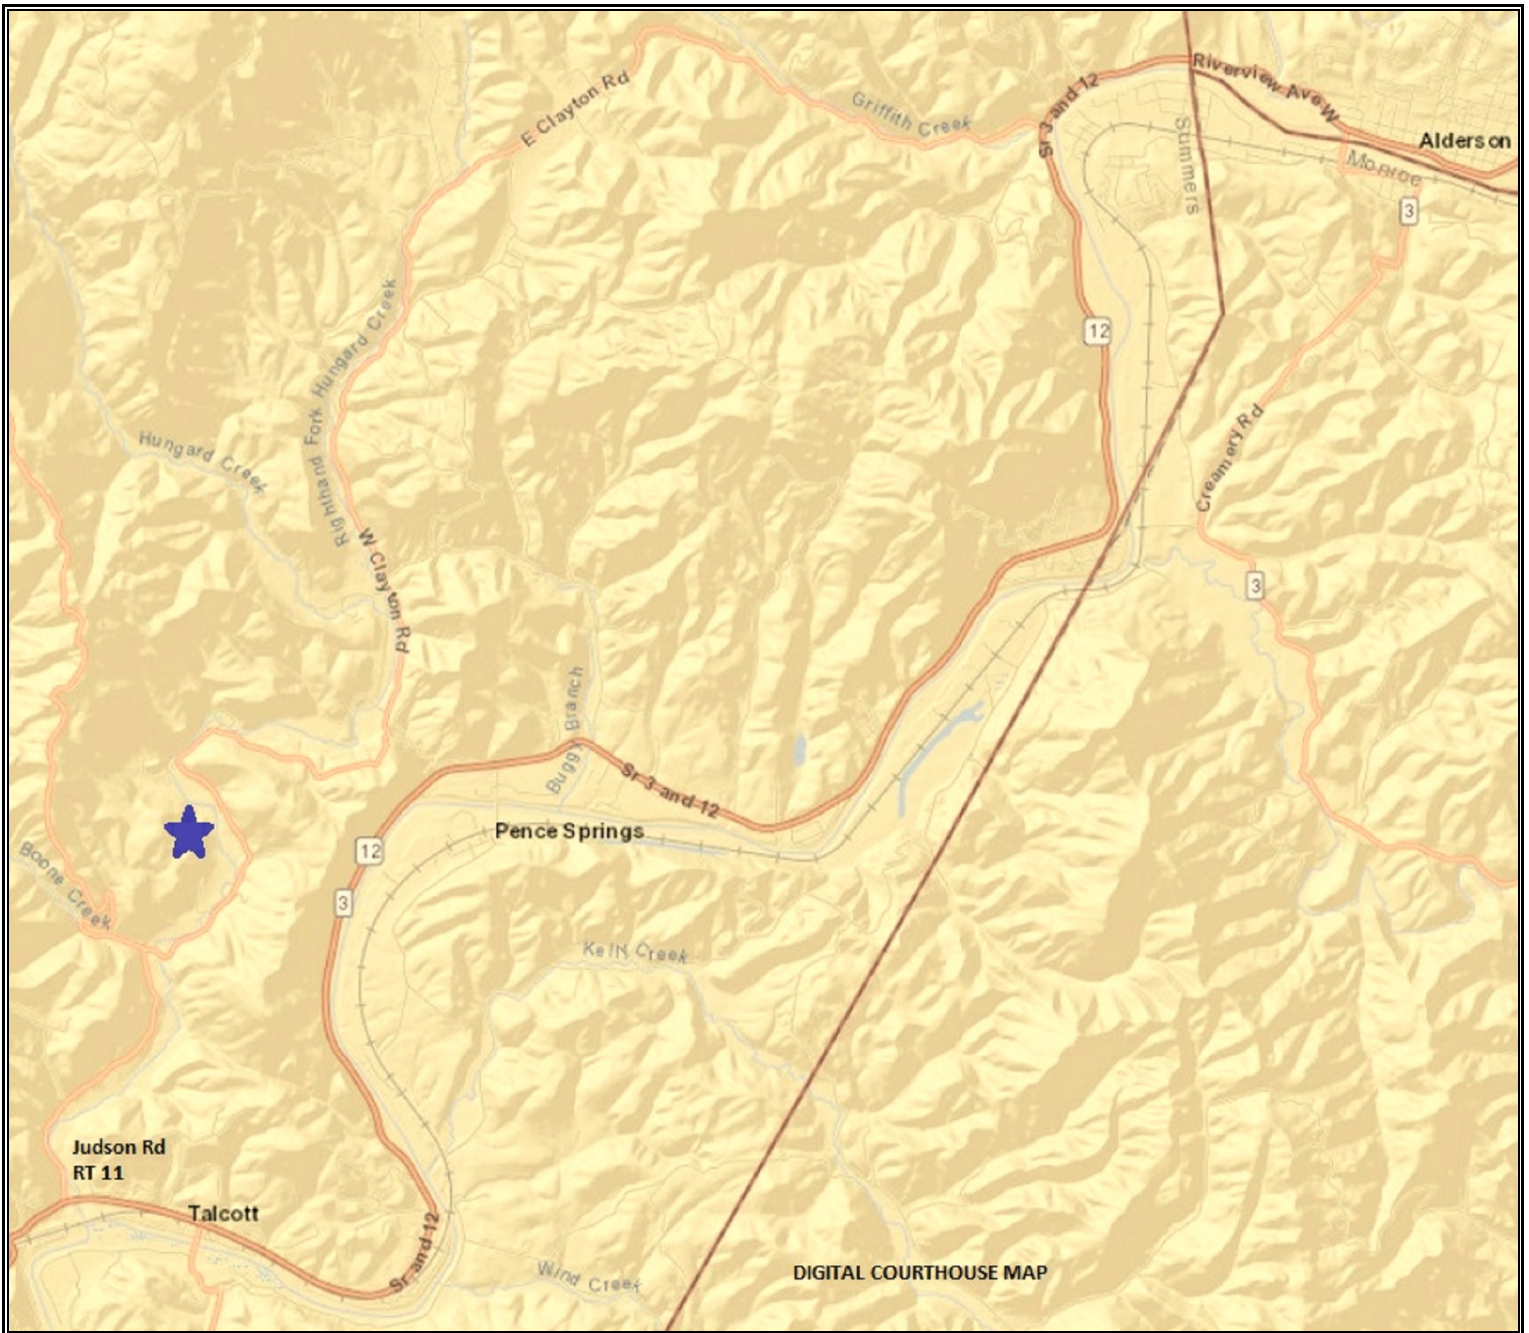 Riverview Ave W
E Clayton Rd
Sr 3 and 12
Griffith Creek
Alderson
Summers
Monroe
3
Righthand Fork Hungard Creek
12
Creamery Rd
Hungard Creek
W Clayton Rd
3
Buggy Branch
Sr 3 and 12
Pence Springs
12
Boone Creek
3
Kelly Creek
Judson Rd
RT 11
Talcott
Sr and 12
Wind Creek
DIGITAL COURTHOUSE MAP